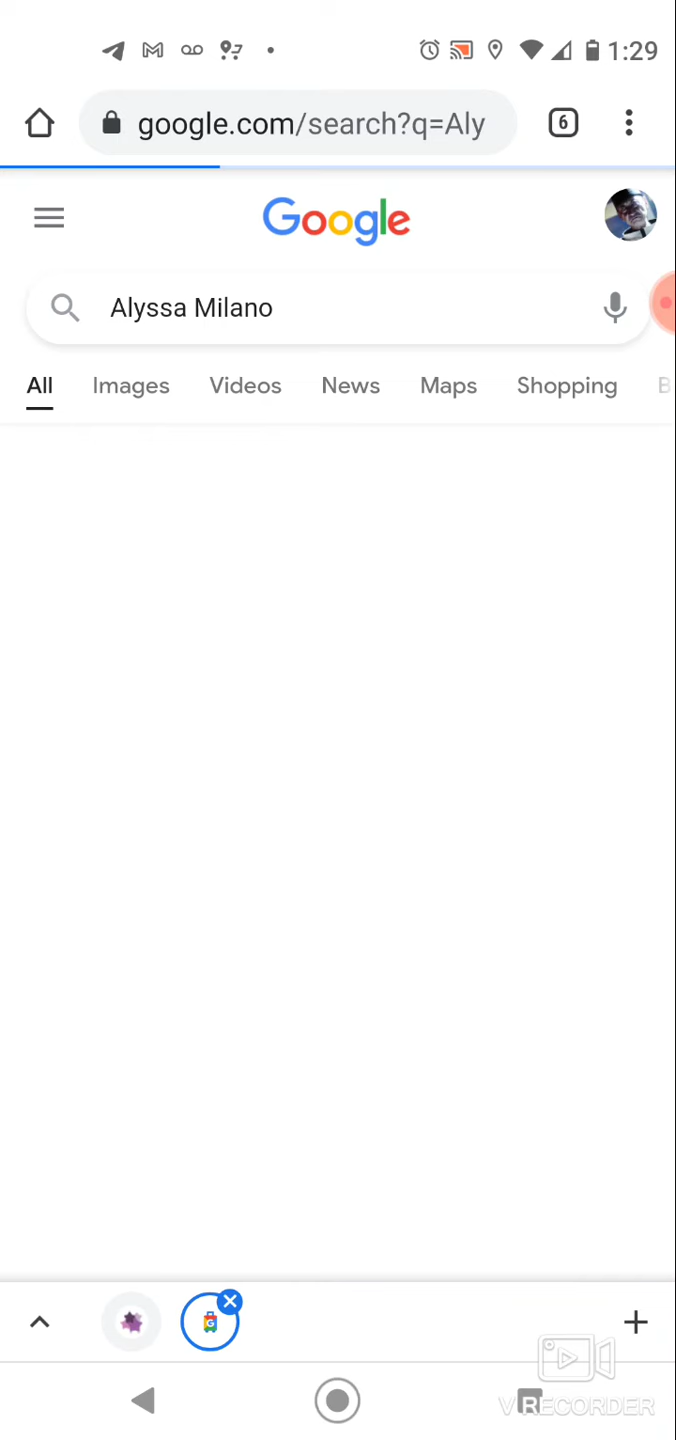 1:29
google.com/search?q=Aly
6
Google
Alyssa Milano
All Images Videos News Maps Shopping B
G
VRECORDER